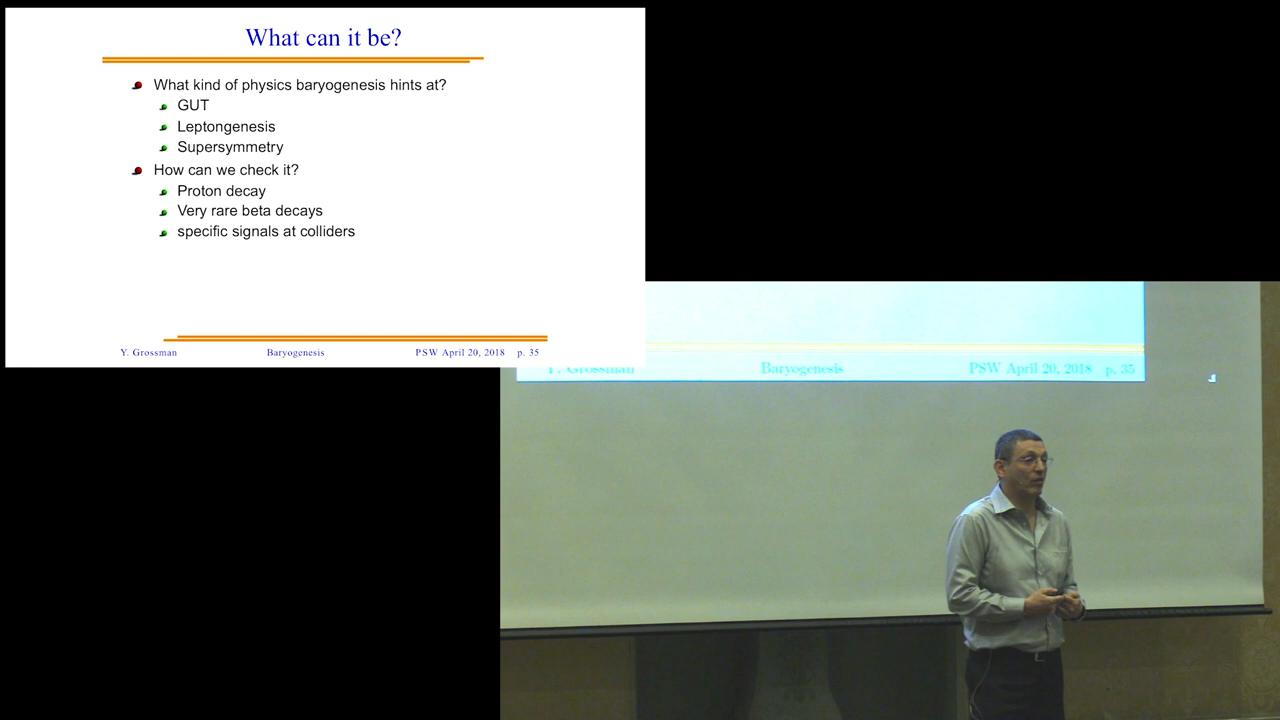 What can it be?
What kind of physics baryogenesis hints at?
GUT
Leptongenesis
Supersymmetry
How can we check it?
Proton decay
Very rare beta decays
specific signals at colliders
Y. Grossman Baryogenesis PSW April 20, 2018 p. 35
Y. Grossman Baryogenesis PSW April 20, 2018 p. 35